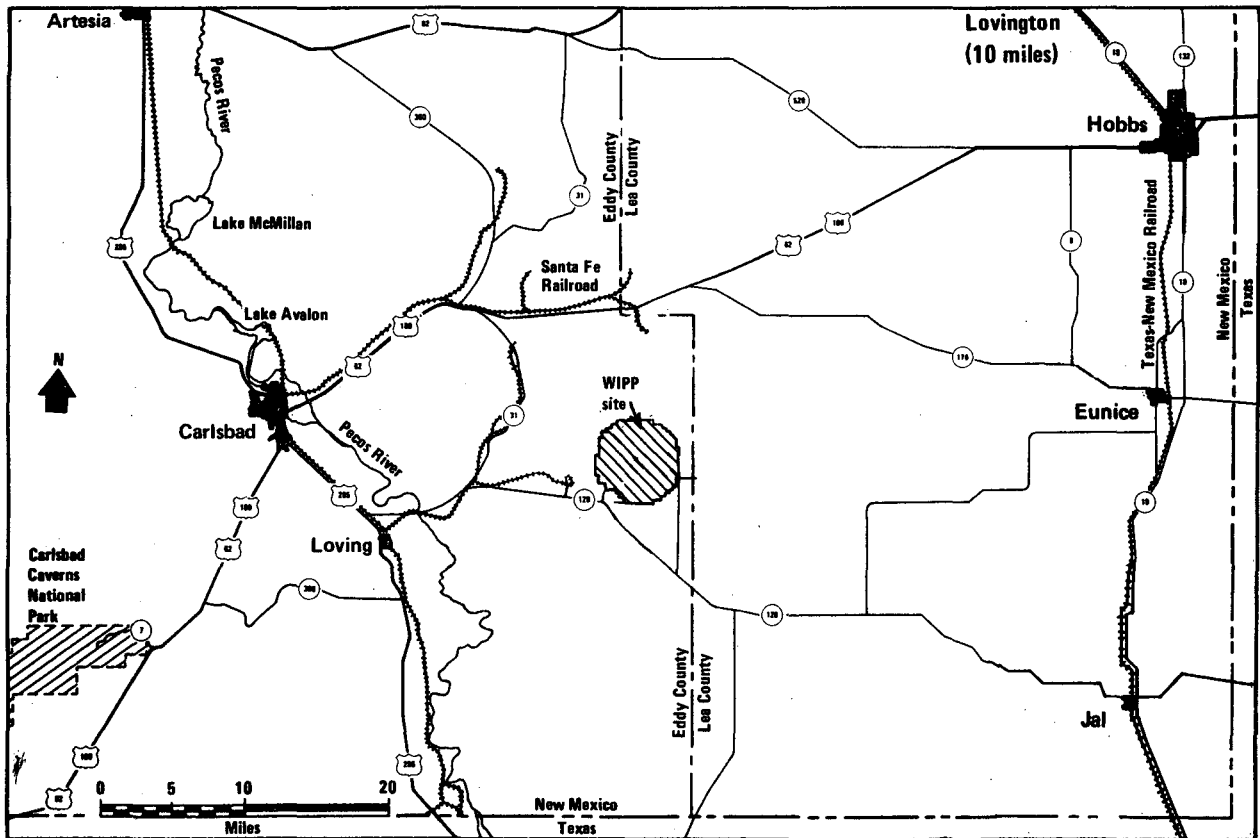 Artesia
62
Lovington
(10 miles)
18
132
Pecos River
360
529
Hobbs
Eddy County
Lea County
31
Lake McMillan
285
62
180
8
18
Santa Fe
Railroad
Texas-New Mexico Railroad
New Mexico
Texas
Lake Avalon
180
62
176
N
WIPP
site
Eunice
31
Carlsbad
Pecos River
285
128
180
18
62
Loving
Carlsbad
Caverns
National
Park
7
128
Eddy County
Lea County
Jal
180
285
62
0 5 10 20
Miles
New Mexico
Texas